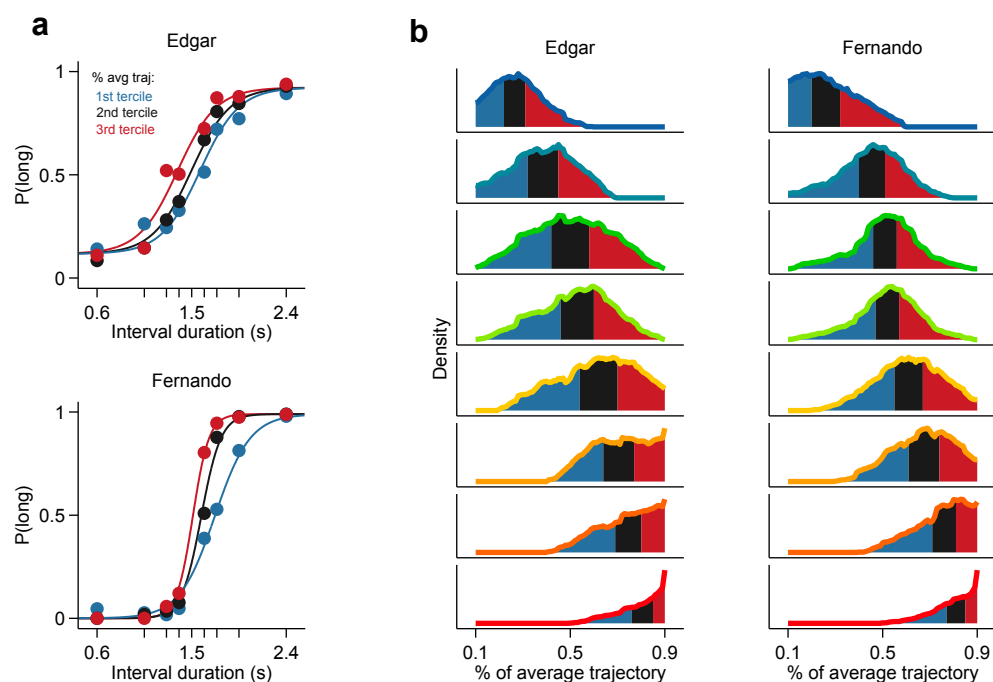 a
Edgar
% avg traj:
1st tercile
2nd tercile
3rd tercile
1
0.5
0
P(long)
0.6
1.5
2.4
Interval duration (s)
Fernando
1
0.5
0
P(long)
0.6
1.5
2.4
Interval duration (s)
b
Edgar
Fernando
Density
0.1
0.5
0.9
% of average trajectory
0.1
0.5
0.9
% of average trajectory